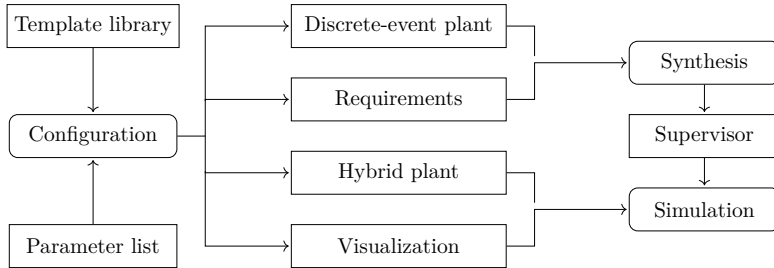 Template library
Configuration
Parameter list
Discrete-event plant
Requirements
Hybrid plant
Visualization
Synthesis
Supervisor
Simulation